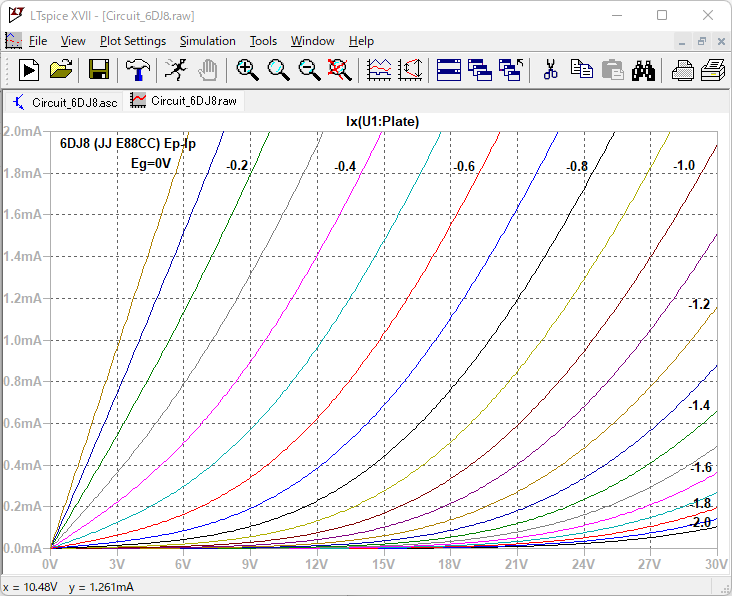 LTspice XVII - [Circuit_6DJ8.raw]
File View Plot Settings Simulation Tools Window Help
Circuit_6DJ8.asc Circuit_6DJ8.raw
Ix(U1:Plate)
2.0mA
6DJ8 (JJ E88CC) Ep-Ip
Eg=0V -0.2 -0.4 -0.6 -0.8 -1.0
1.8mA
1.6mA
1.4mA
1.2mA
-1.2
1.0mA
0.8mA
-1.4
0.6mA
0.4mA
-1.6
0.2mA
-1.8
-2.0
0.0mA
0V 3V 6V 9V 12V 15V 18V 21V 24V 27V 30V
x = 10.48V y = 1.261mA